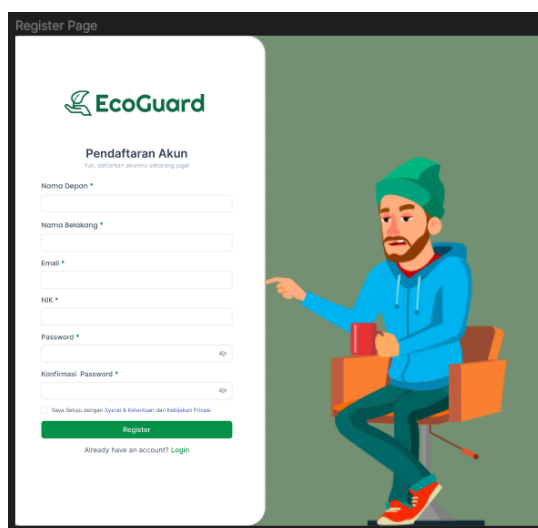 Register Page
EcoGuard
Pendaftaran Akun
Yuk, daftarkan akunmu sekarang juga!
Nama Depan *
Nama Belakang *
Email *
NIK *
Password *
Konfirmasi Password *
Saya Setuju dengan Syarat & Ketentuan dan Kebijakan Privasi.
Register
Already have an account? Login